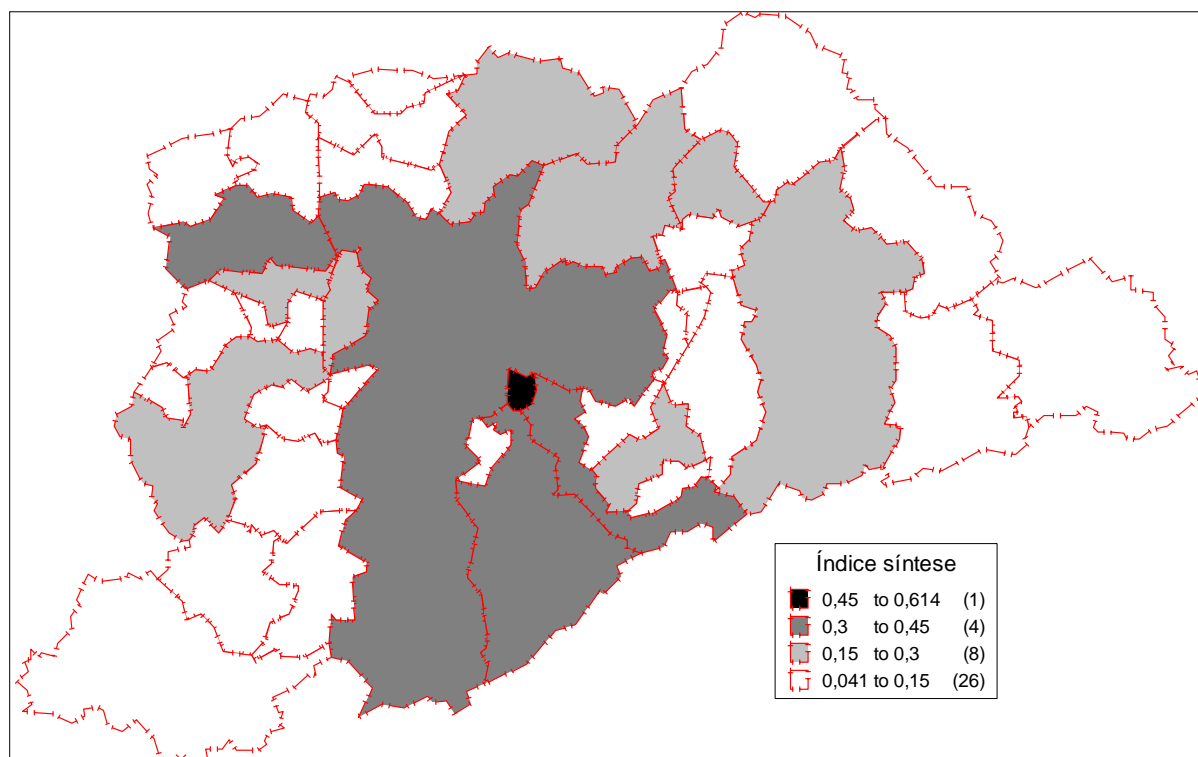 Índice síntese
0,45 to 0,614 (1)
0,3 to 0,45 (4)
0,15 to 0,3 (8)
0,041 to 0,15 (26)